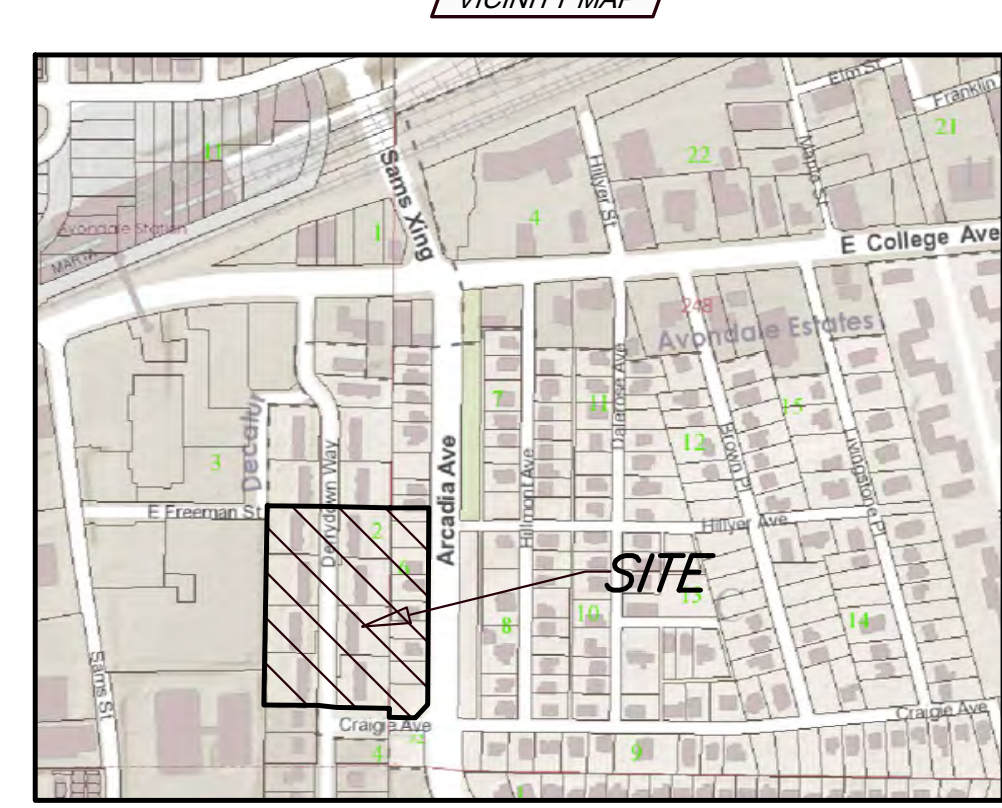 VICINITY MAP
Elm St
Franklin
21
11
Sams Xing
Hillyer St
22
Maple St
1
4
Avondale Station
MARTA
E College Ave
248
Avondale Estates
7
11
Dalerose Ave
15
Decatur
3
Derrydown Way
Arcadia Ave
Hillmont Ave
12
Brown Pl
Livingston Pl
E Freeman St
2
Hillyer Ave
6
SITE
8
10
13
14
Sams St
Craigie Ave
Craigie Ave
4
9